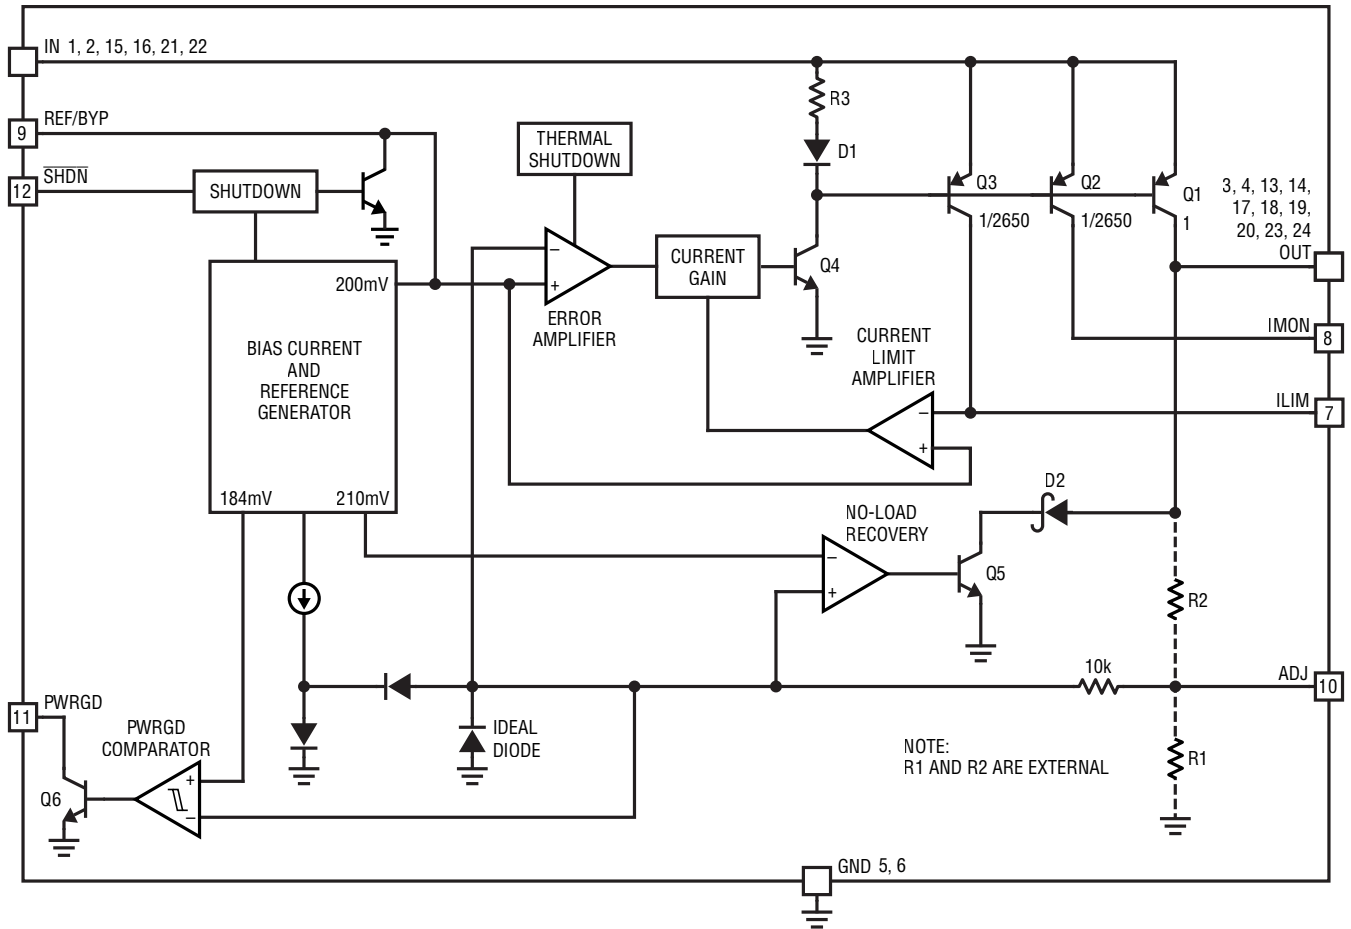 IN 1, 2, 15, 16, 21, 22
REF/BYP
9
SHDN
12
SHUTDOWN
THERMAL
SHUTDOWN
R3
D1
Q3
1/2650
Q2
1/2650
Q1
1
3, 4, 13, 14,
17, 18, 19,
20, 23, 24
OUT
200mV
BIAS CURRENT
AND
REFERENCE
GENERATOR
184mV
210mV
–
+
ERROR
AMPLIFIER
CURRENT
GAIN
Q4
CURRENT
LIMIT
AMPLIFIER
–
+
IMON
8
ILIM
7
D2
NO-LOAD
RECOVERY
–
+
Q5
R2
10k
ADJ
10
PWRGD
11
PWRGD
COMPARATOR
+
–
Q6
IDEAL
DIODE
NOTE:
R1 AND R2 ARE EXTERNAL
R1
GND 5, 6